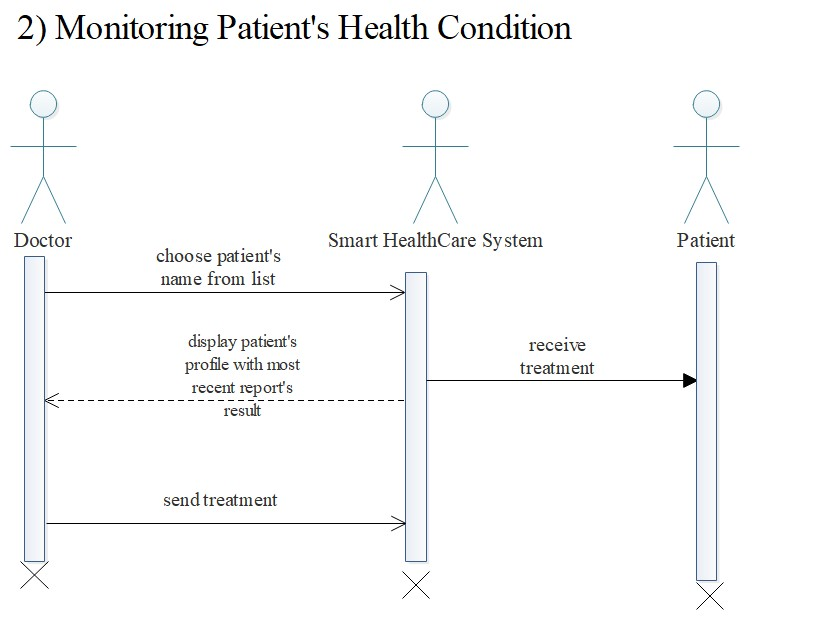 2) Monitoring Patient's Health Condition
Doctor
Smart HealthCare System
Patient
choose patient's
name from list
display patient's
profile with most
recent report's
result
receive
treatment
send treatment